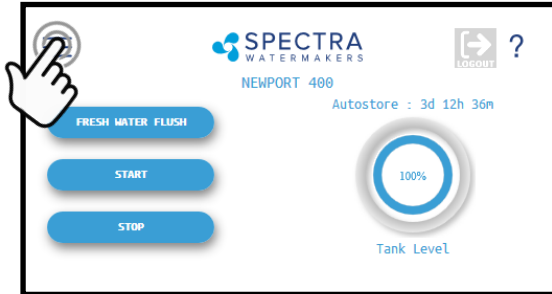 SPECTRA
WATERMAKERS
LOGOUT
?
NEWPORT 400
Autostore : 3d 12h 36m
FRESH WATER FLUSH
START
100%
STOP
Tank Level